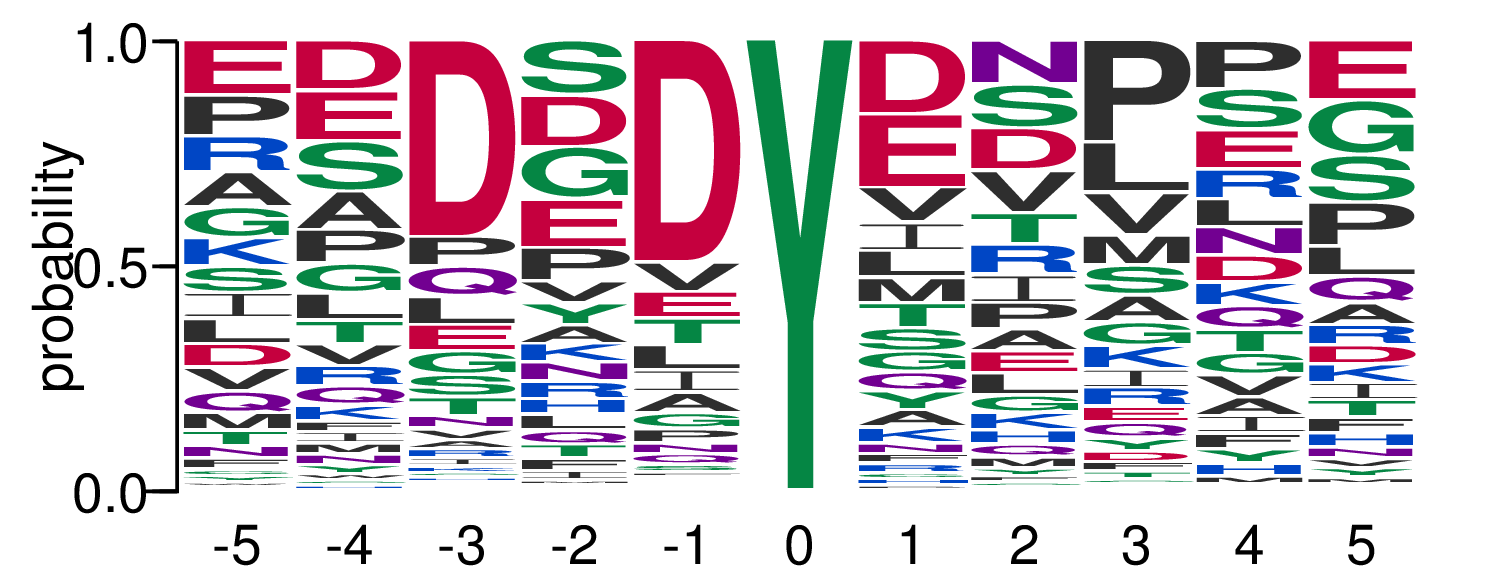 1.0
0.5
0.0
probability
E P R A G K S I L D V Q M T N F
D E S A P G L T V R Q K F I M N Y
D P Q L E G S T N V A R I K
S D G E P V Y A K N R H L Q T F I
D V E T L I A G P N Q S
Y
D E V I L M T S G Q Y A K N F R H
N S D V T R I P A E L G K H Q M Y
P L V M S A G K I R E Q Y D F T
P S E R L N D K Q T G V A I F Y H M
E G S P L Q A R D K I T F H N V Y M
-5 -4 -3 -2 -1 0 1 2 3 4 5